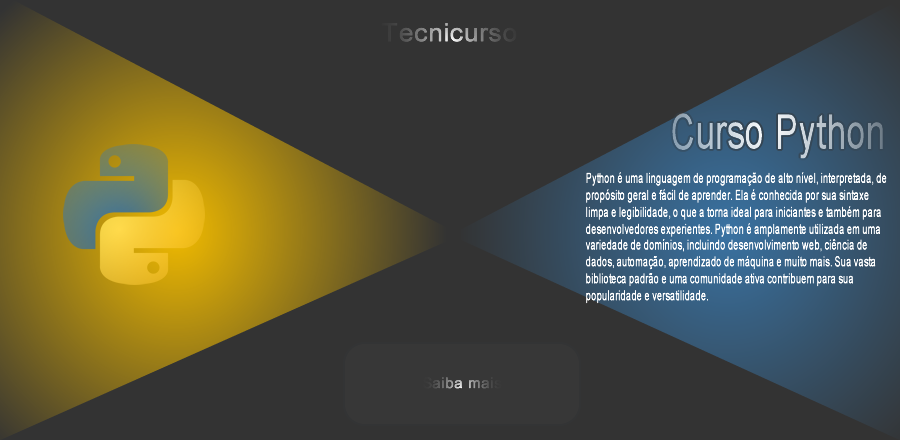 Tecnicurso
Curso Python
Python é uma linguagem de programação de alto nível, interpretada, de
propósito geral e fácil de aprender. Ela é conhecida por sua sintaxe
limpa e legibilidade, o que a torna ideal para iniciantes e também para
desenvolvedores experientes. Python é amplamente utilizada em uma
variedade de domínios, incluindo desenvolvimento web, ciência de
dados, automação, aprendizado de máquina e muito mais. Sua vasta
biblioteca padrão e uma comunidade ativa contribuem para sua
popularidade e versatilidade.
Saiba mais